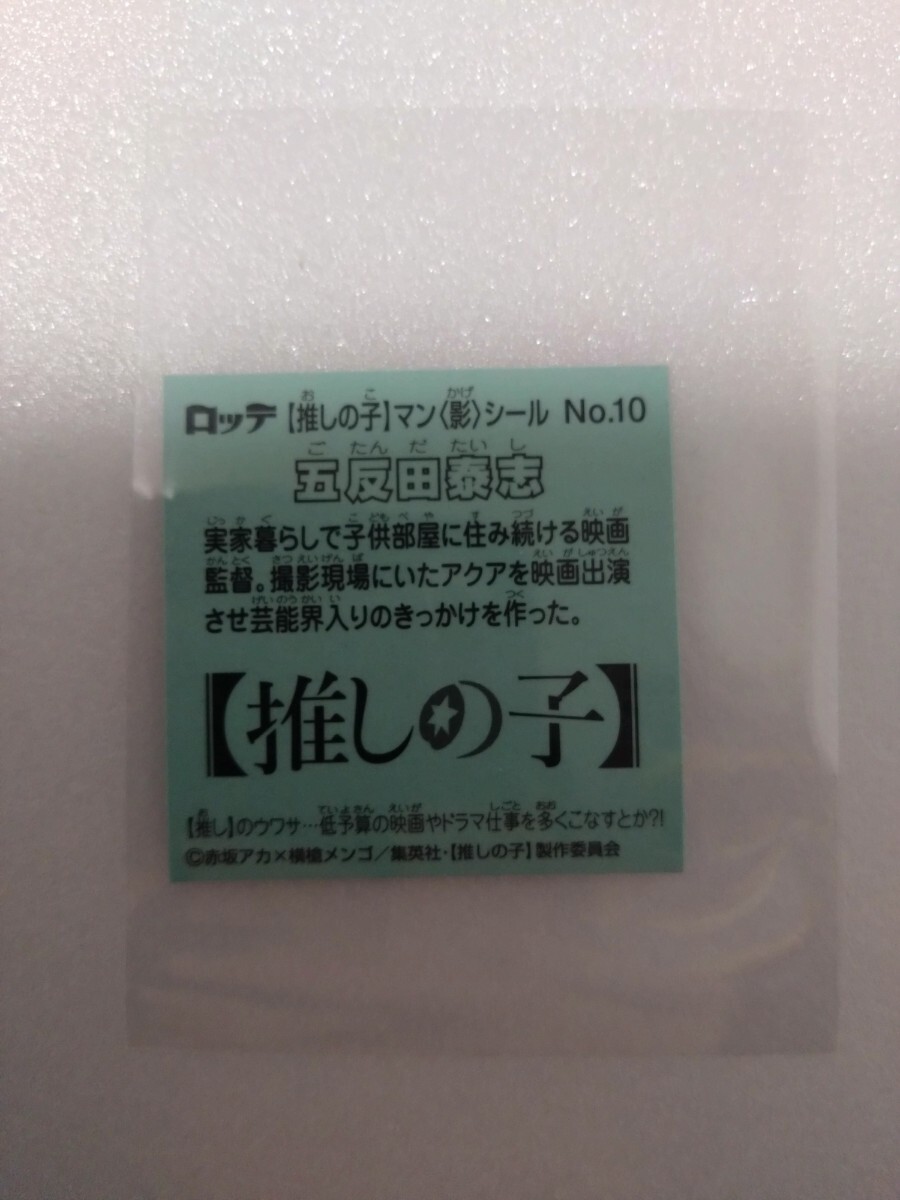 ロッテ 【推しの子】マン〈影〉シール No.10
五反田泰志
実家暮らしで子供部屋に住み続ける映画
監督。撮影現場にいたアクアを映画出演
させ芸能界入りのきっかけを作った。
【推しの子】
【推し】のウワサ…低予算の映画やドラマ仕事を多くこなすとか?!
©赤坂アカ×横槍メンゴ/集英社・【推しの子】製作委員会